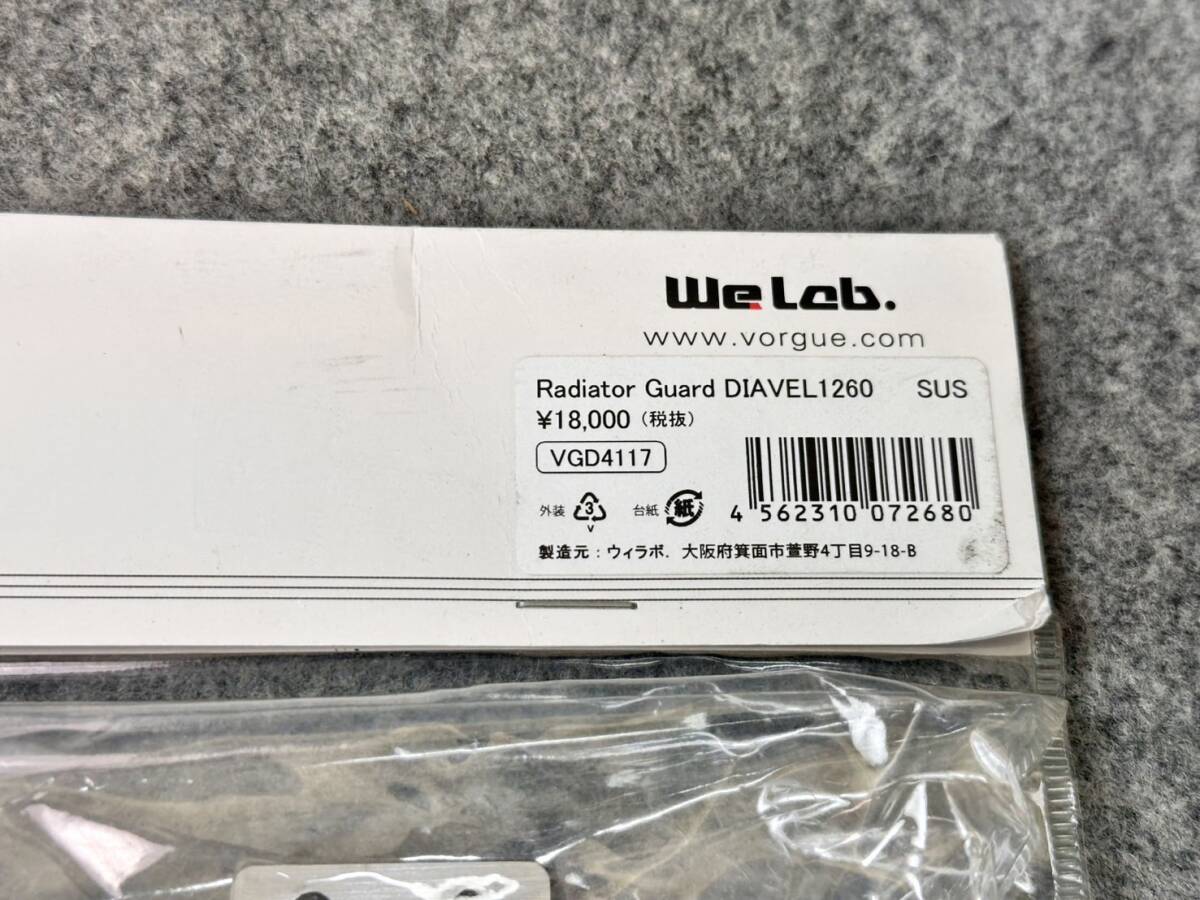 We Lab.
www.vorgue.com
Radiator Guard DIAVEL1260 SUS
¥18,000（税抜）
VGD4117
外装 3 V 台紙 紙
4 562310 072680
製造元：ウィラボ. 大阪府箕面市萱野4丁目9-18-B